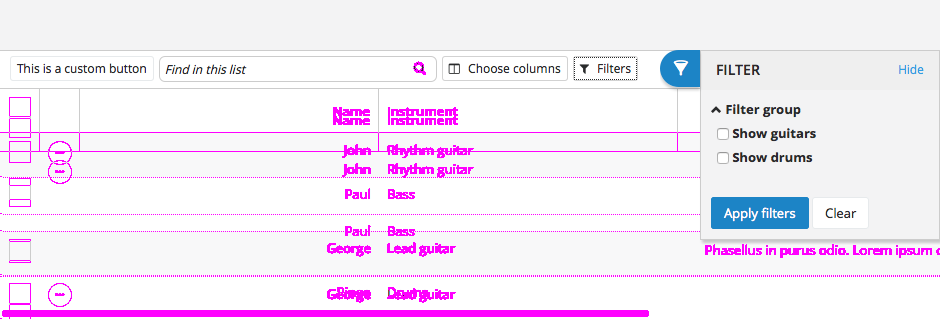 This is a custom button
Find in this list
Choose columns
Filters
FILTER
Hide
Filter group
Show guitars
Show drums
Apply filters
Clear
Name Instrument
Name Instrument
John Rhythm guitar
John Rhythm guitar
Paul Bass
Paul Bass
George Lead guitar
Phasellus in purus odio. Lorem ipsum
George Lead guitar